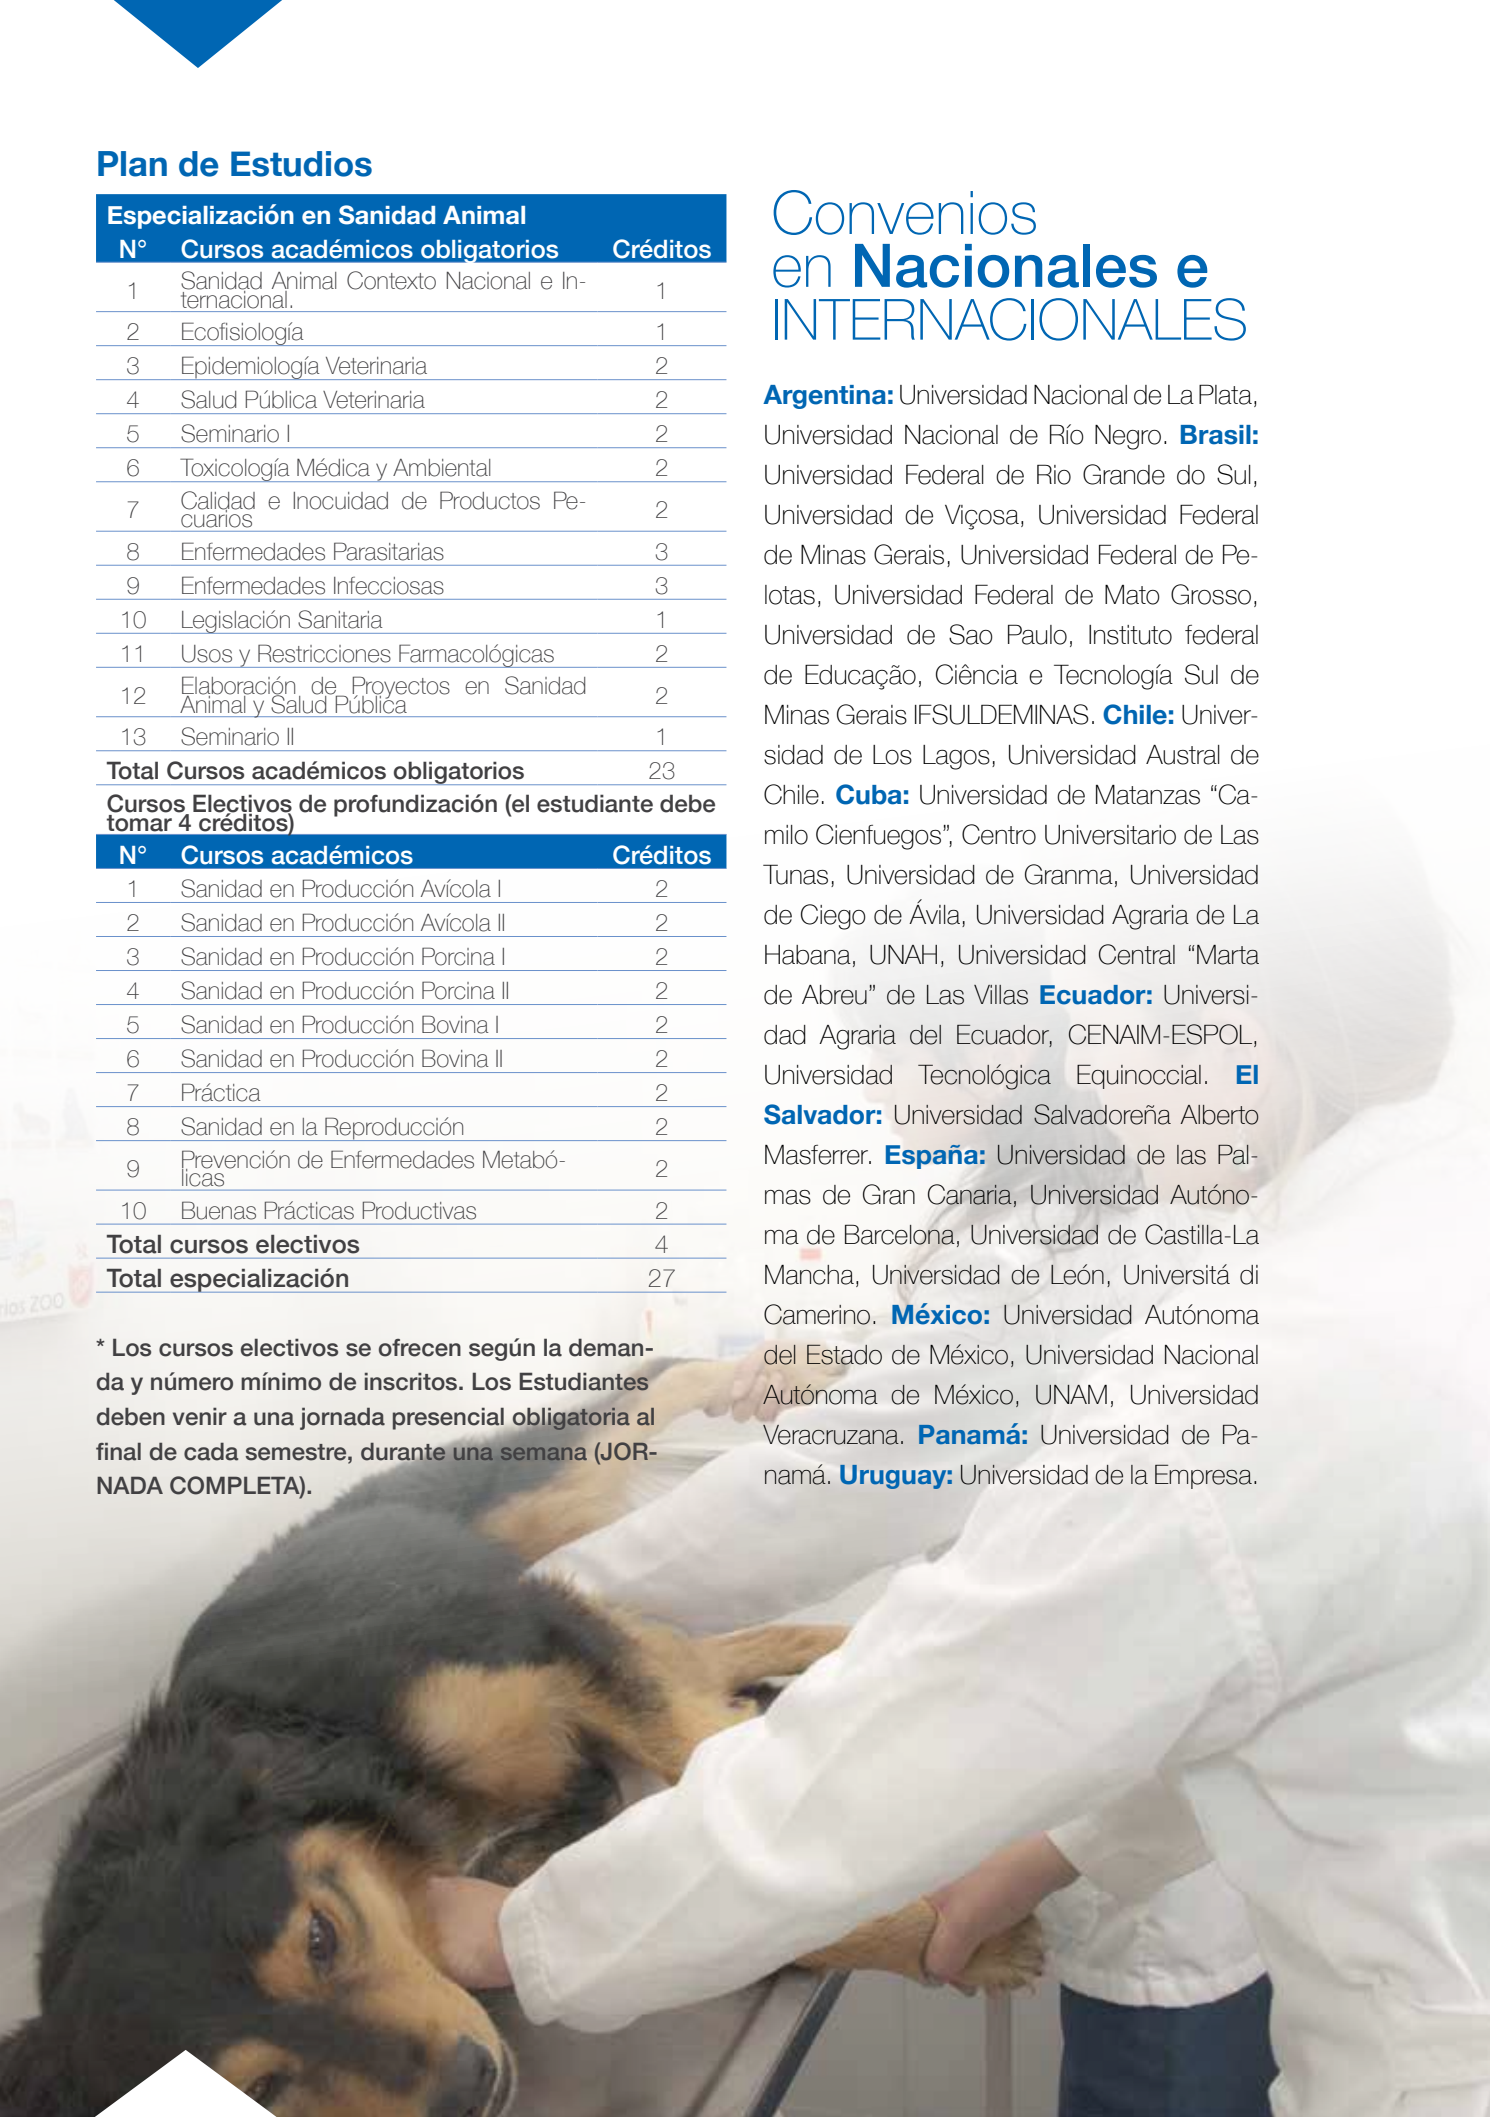 Plan de Estudios
Especialización en Sanidad Animal
N° Cursos académicos obligatorios Créditos
1 Sanidad Animal Contexto Nacional e In-
ternacional. 1
2 Ecofisiología 1
3 Epidemiología Veterinaria 2
4 Salud Pública Veterinaria 2
5 Seminario I 2
6 Toxicología Médica y Ambiental 2
7 Calidad e Inocuidad de Productos Pe-
cuarios 2
8 Enfermedades Parasitarias 3
9 Enfermedades Infecciosas 3
10 Legislación Sanitaria 1
11 Usos y Restricciones Farmacológicas 2
12 Elaboración de Proyectos en Sanidad
Animal y Salud Pública 2
13 Seminario II 1
Total Cursos académicos obligatorios 23
Cursos Electivos de profundización (el estudiante debe
tomar 4 créditos)
N° Cursos académicos Créditos
1 Sanidad en Producción Avícola I 2
2 Sanidad en Producción Avícola II 2
3 Sanidad en Producción Porcina I 2
4 Sanidad en Producción Porcina II 2
5 Sanidad en Producción Bovina I 2
6 Sanidad en Producción Bovina II 2
7 Práctica 2
8 Sanidad en la Reproducción 2
9 Prevención de Enfermedades Metabó-
licas 2
10 Buenas Prácticas Productivas 2
Total cursos electivos 4
Total especialización 27
* Los cursos electivos se ofrecen según la deman-
da y número mínimo de inscritos. Los Estudiantes
deben venir a una jornada presencial obligatoria al
final de cada semestre, durante una semana (JOR-
NADA COMPLETA).
Convenios
en Nacionales e
INTERNACIONALES
Argentina: Universidad Nacional de La Plata,
Universidad Nacional de Río Negro. Brasil:
Universidad Federal de Rio Grande do Sul,
Universidad de Viçosa, Universidad Federal
de Minas Gerais, Universidad Federal de Pe-
lotas, Universidad Federal de Mato Grosso,
Universidad de Sao Paulo, Instituto federal
de Educação, Ciência e Tecnología Sul de
Minas Gerais IFSULDEMINAS. Chile: Univer-
sidad de Los Lagos, Universidad Austral de
Chile. Cuba: Universidad de Matanzas “Ca-
milo Cienfuegos”, Centro Universitario de Las
Tunas, Universidad de Granma, Universidad
de Ciego de Ávila, Universidad Agraria de La
Habana, UNAH, Universidad Central “Marta
de Abreu” de Las Villas Ecuador: Universi-
dad Agraria del Ecuador, CENAIM-ESPOL,
Universidad Tecnológica Equinoccial. El
Salvador: Universidad Salvadoreña Alberto
Masferrer. España: Universidad de las Pal-
mas de Gran Canaria, Universidad Autóno-
ma de Barcelona, Universidad de Castilla-La
Mancha, Universidad de León, Universitá di
Camerino. México: Universidad Autónoma
del Estado de México, Universidad Nacional
Autónoma de México, UNAM, Universidad
Veracruzana. Panamá: Universidad de Pa-
namá. Uruguay: Universidad de la Empresa.
ZOO